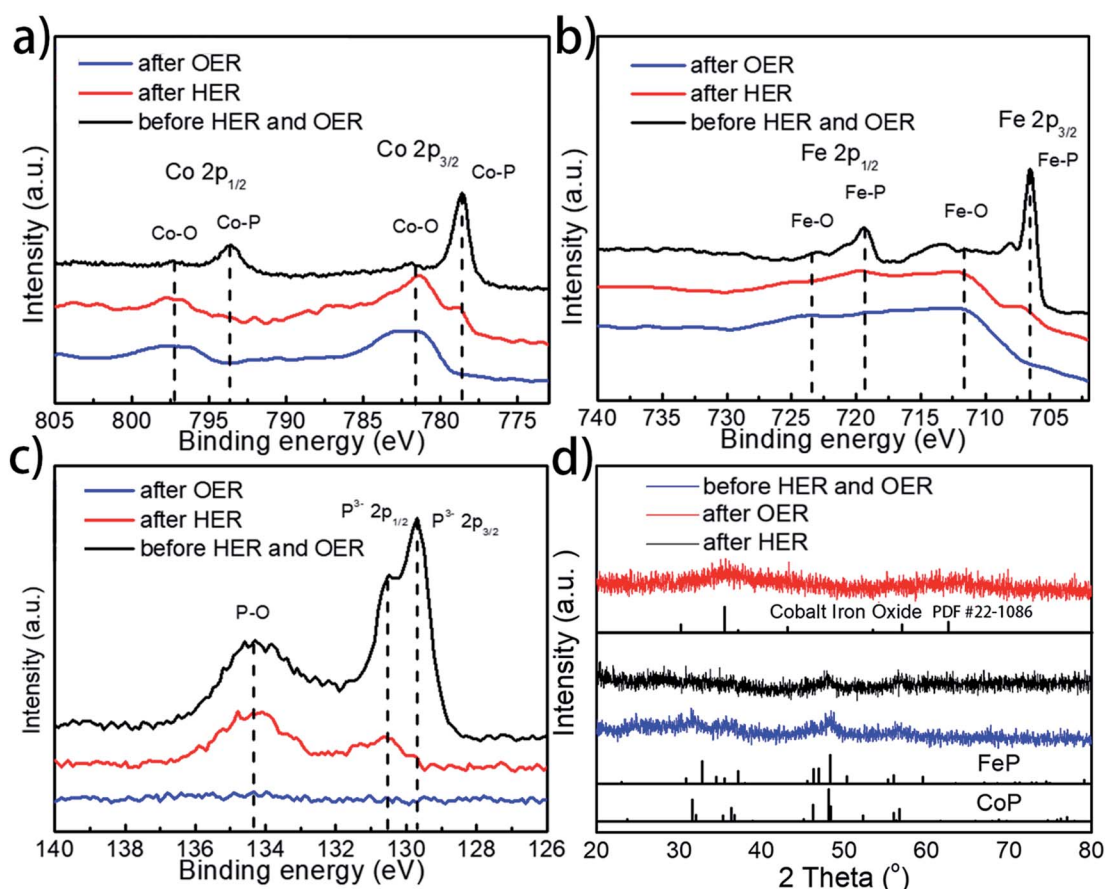 a)
after OER
after HER
before HER and OER
Co 2p3/2
Co-P
Co 2p1/2
Co-O
Co-P
Co-O
Intensity (a.u.)
805 795 790 785 780 775
Binding energy (eV)
b)
after OER
after HER
before HER and OER
Fe 2p3/2
Fe-P
Fe 2p1/2
Fe-P
Fe-O
Fe-O
Intensity (a.u.)
740 735 730 725 720 715 710 705
Binding energy (eV)
c)
after OER
after HER
before HER and OER
P3- 2p1/2
P3- 2p3/2
P-O
Intensity (a.u.)
140 138 136 134 132 130 128 126
Binding energy (eV)
d)
before HER and OER
after OER
after HER
Cobalt Iron Oxide PDF #22-1086
FeP
CoP
Intensity (a.u.)
20 30 40 50 60 70 80
2 Theta (o)